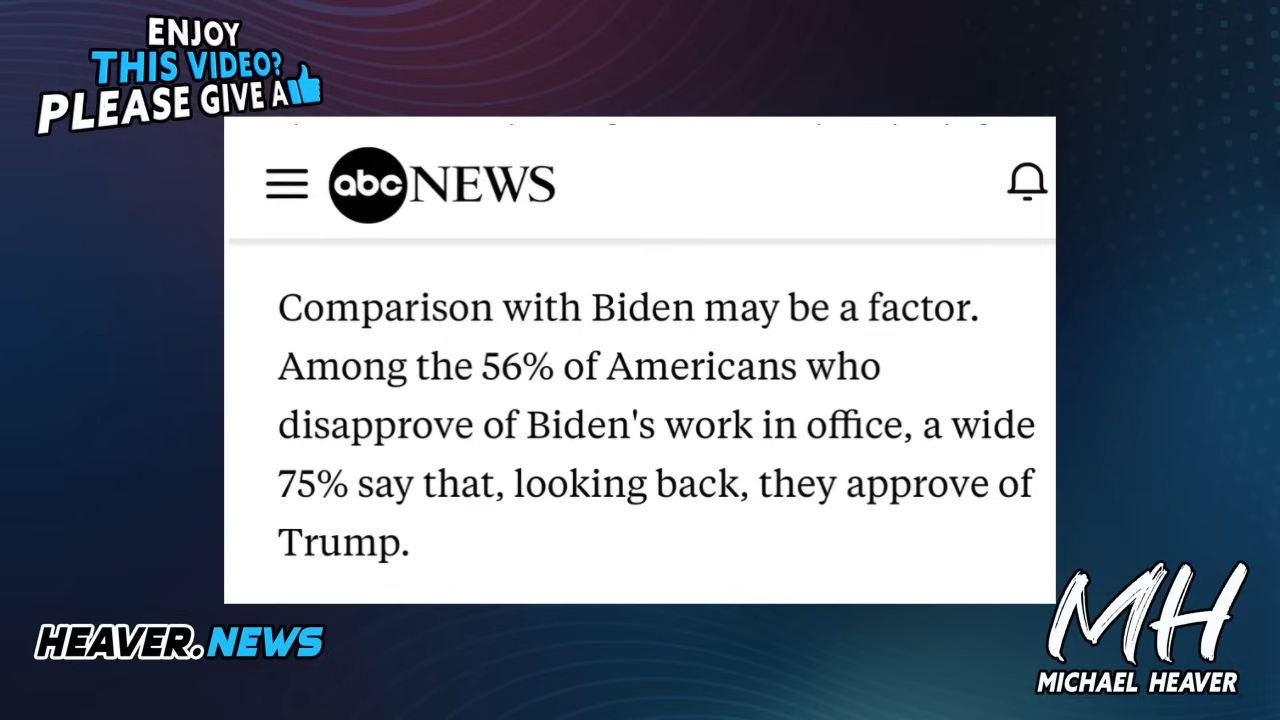 ENJOY
THIS VIDEO?
PLEASE GIVE A
abc NEWS
Comparison with Biden may be a factor.
Among the 56% of Americans who
disapprove of Biden's work in office, a wide
75% say that, looking back, they approve of
Trump.
HEAVER.NEWS
MH
MICHAEL HEAVER